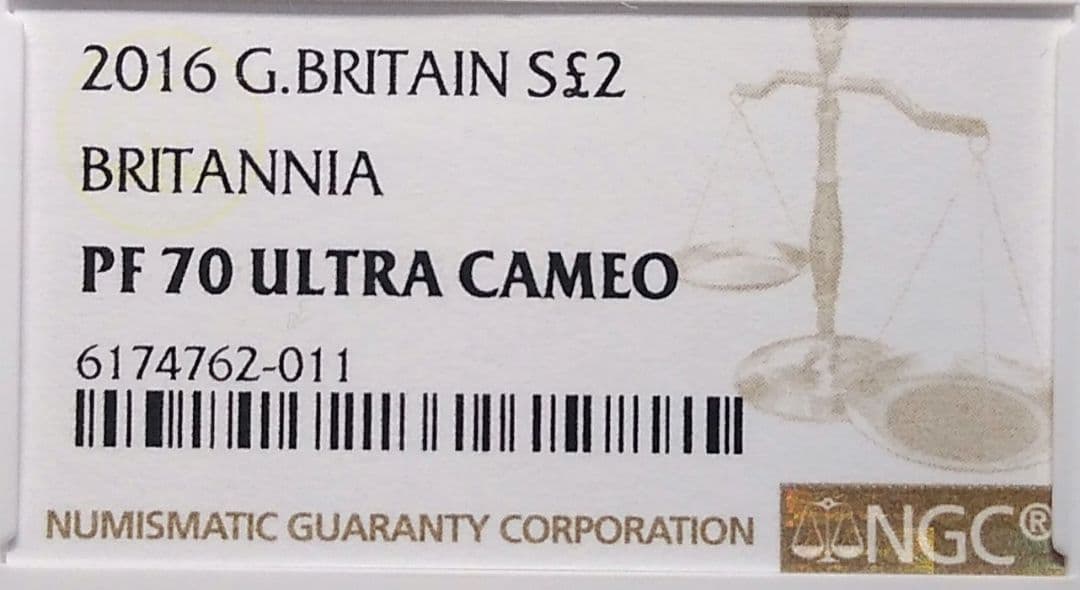 2016 G.BRITAIN S£2
BRITANNIA
PF 70 ULTRA CAMEO
6174762-011
NUMISMATIC GUARANTY CORPORATION
NGC®